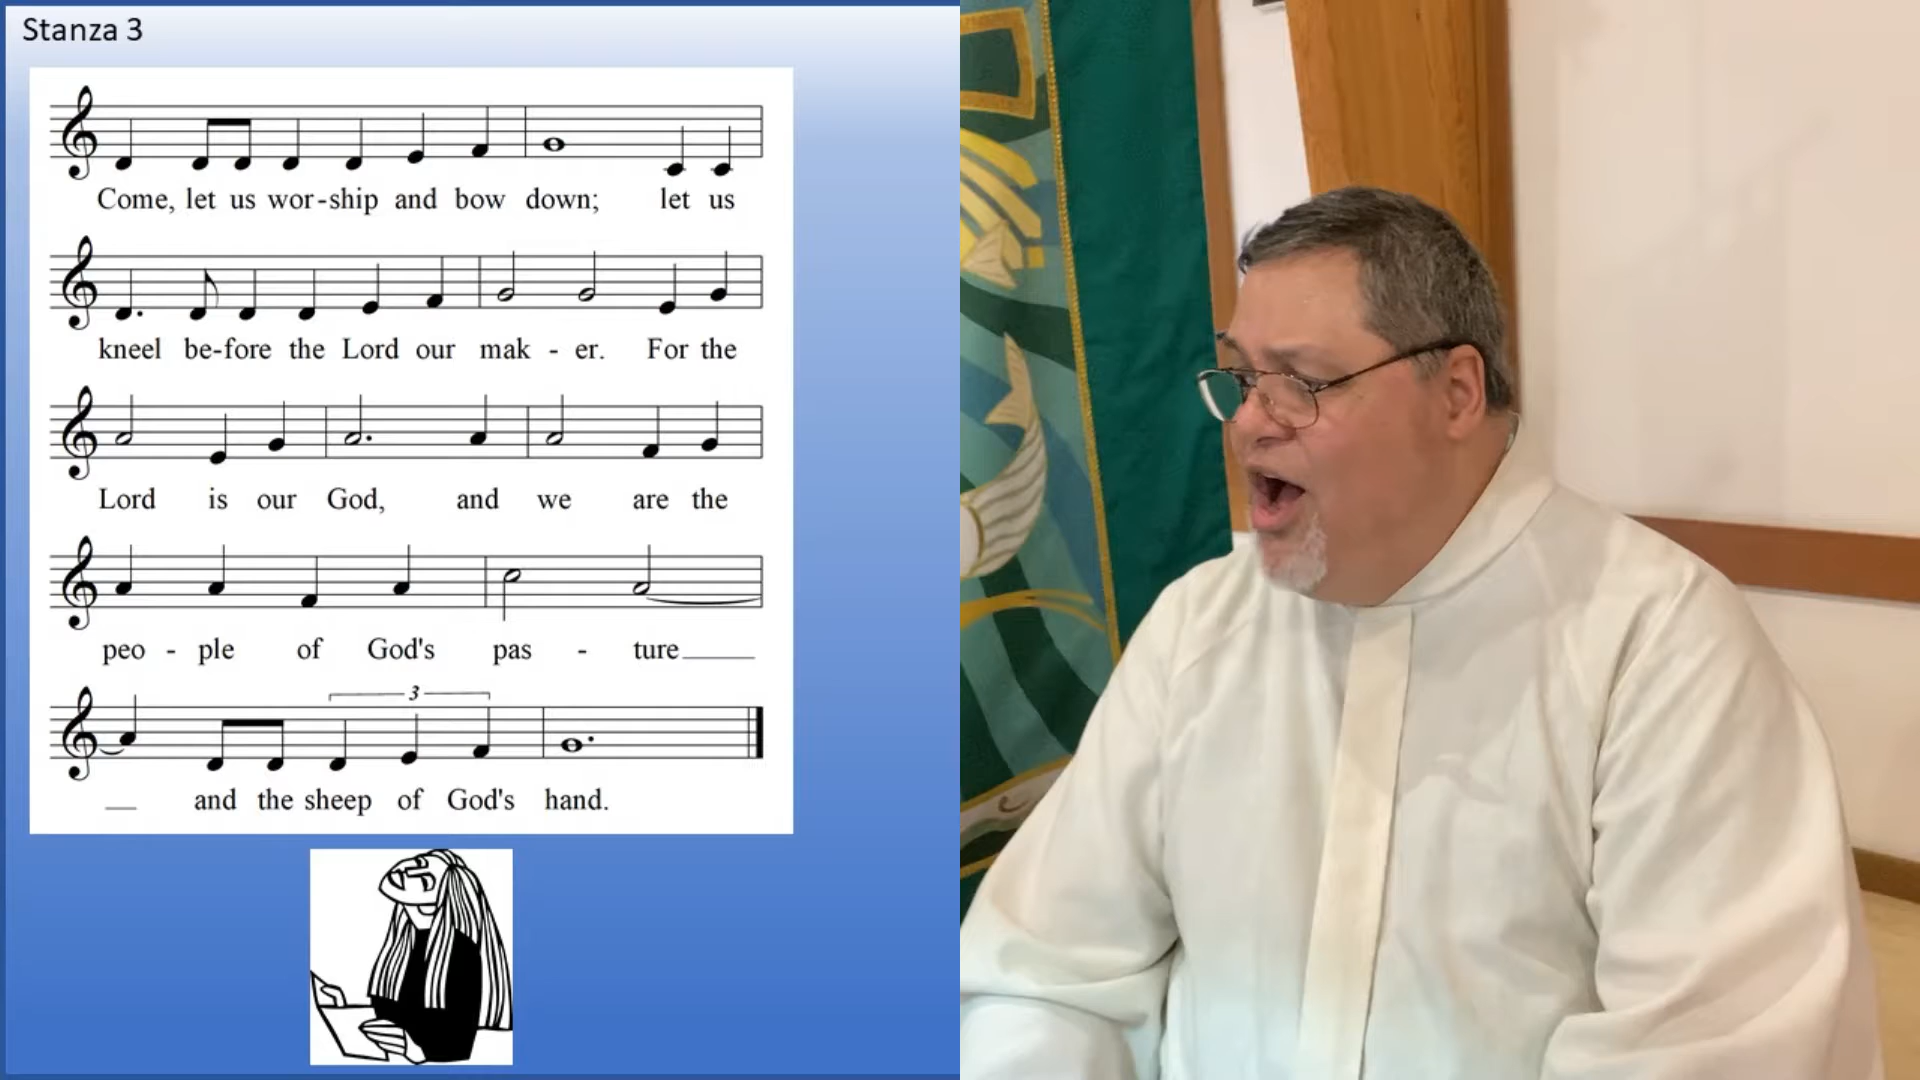 Stanza 3
Come, let us wor-ship and bow down; let us
kneel be-fore the Lord our mak - er. For the
Lord is our God, and we are the
peo - ple of God's pas - ture
3
and the sheep of God's hand.